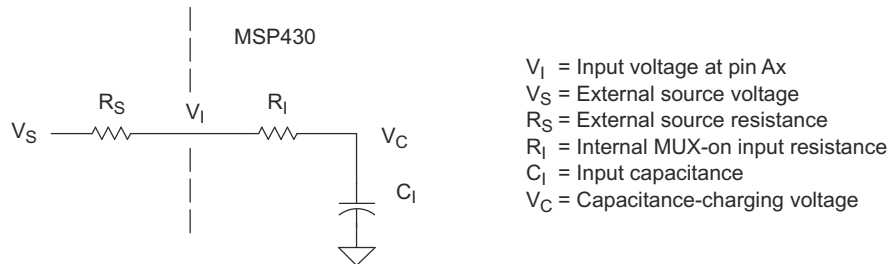 MSP430
R_S
V_I
R_I
V_S
V_C
C_I
V_I = Input voltage at pin Ax
V_S = External source voltage
R_S = External source resistance
R_I = Internal MUX-on input resistance
C_I = Input capacitance
V_C = Capacitance-charging voltage